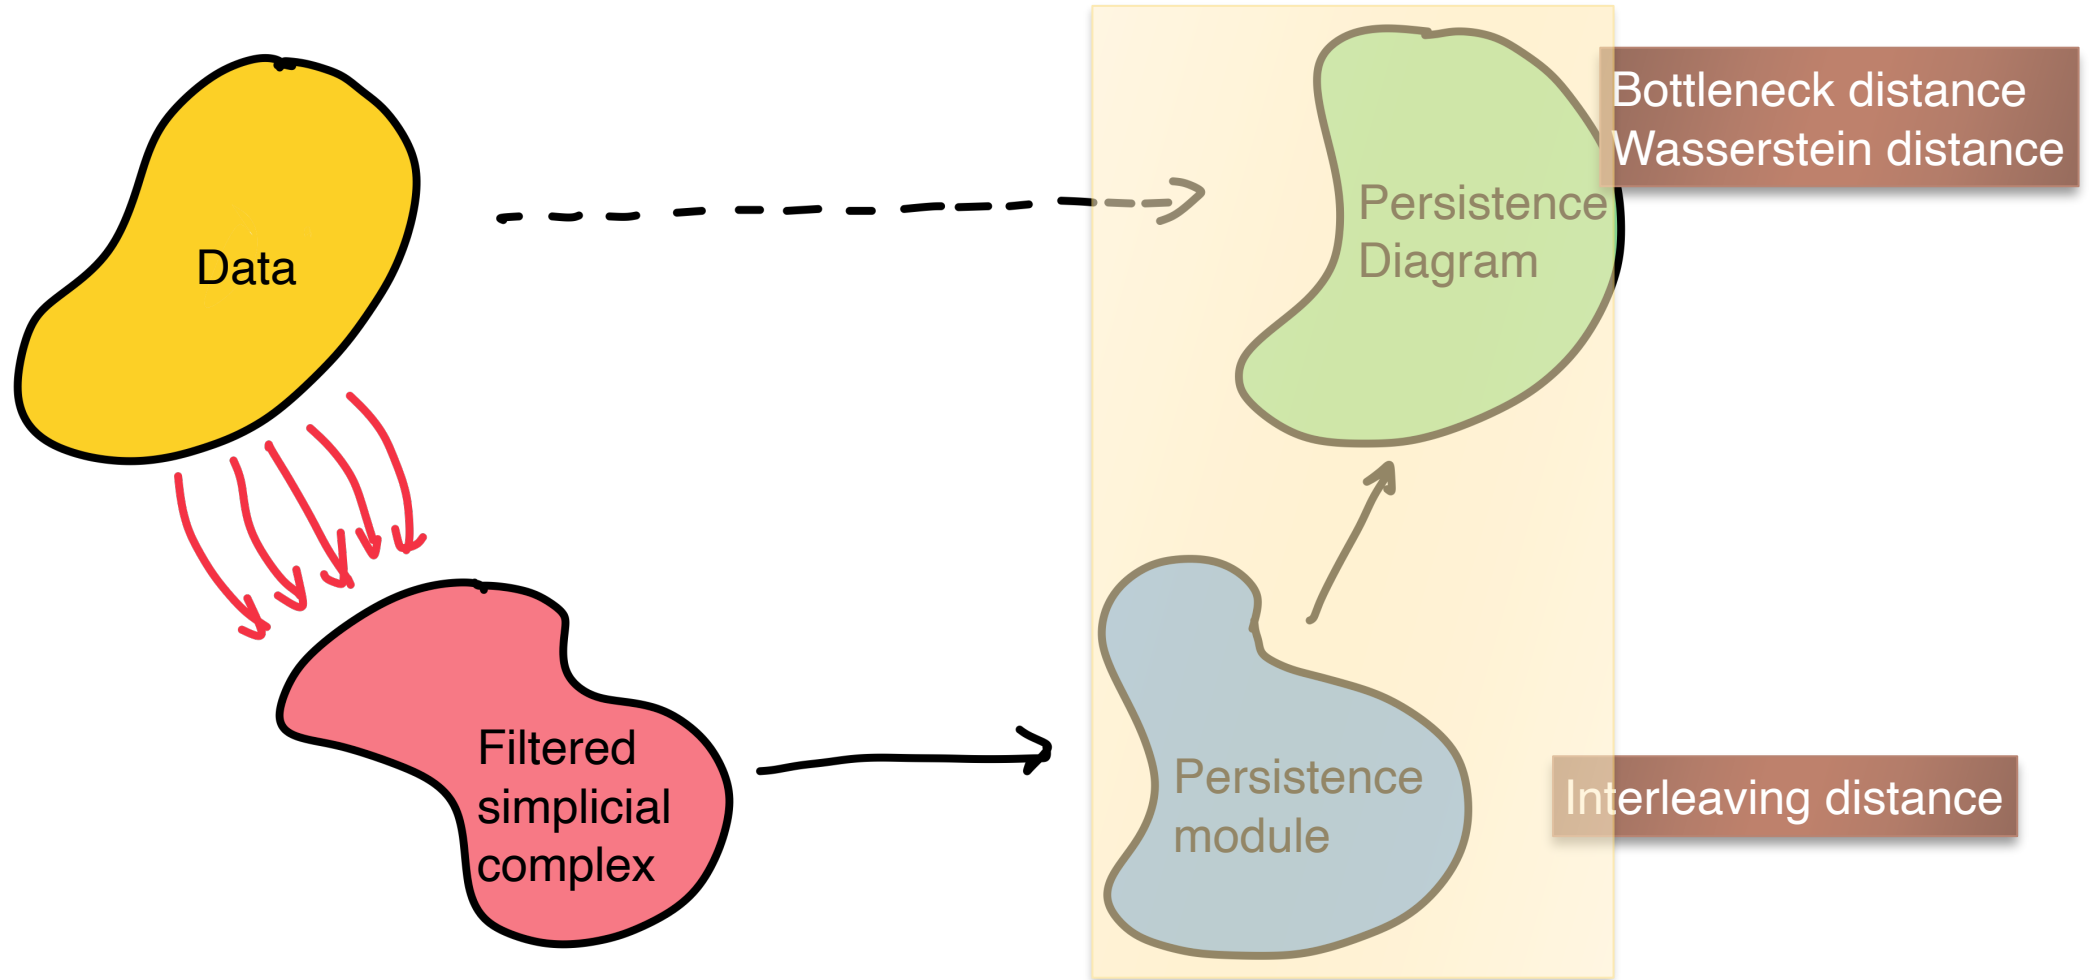 Data
Persistence
Diagram
Bottleneck distance
Wasserstein distance
Filtered
simplicial
complex
Persistence
module
Interleaving distance